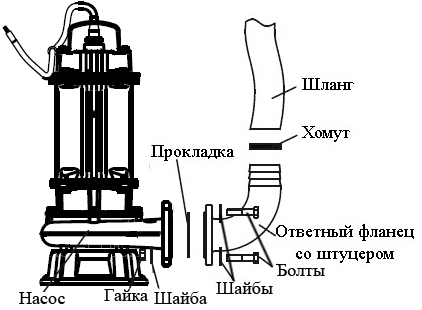 Шланг
Хомут
Прокладка
Ответный фланец
со штуцером
Болты
Шайбы
Насос
Гайка
Шайба